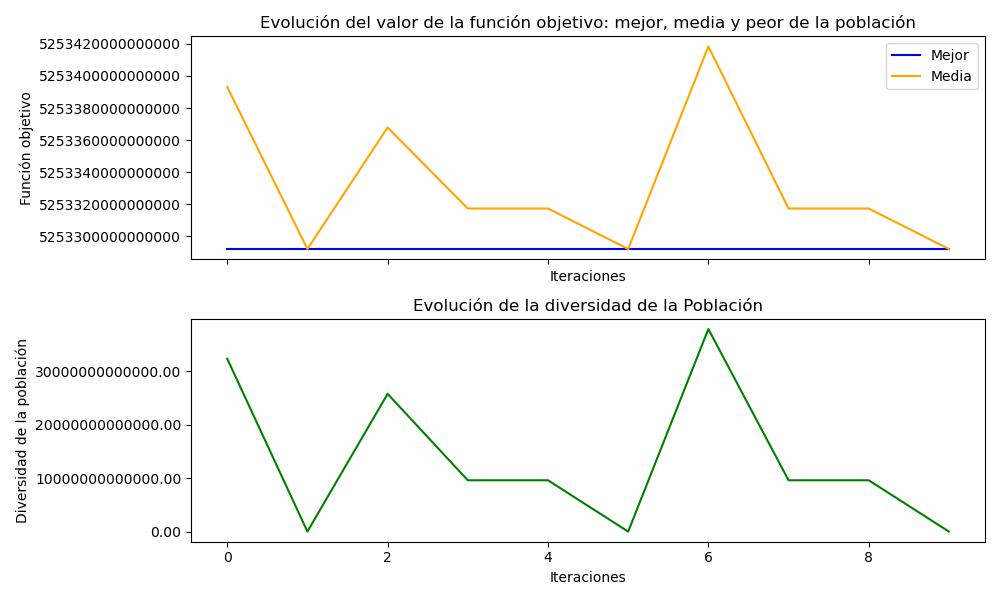 Evolución del valor de la función objetivo: mejor, media y peor de la población
5253420000000000
5253400000000000
5253380000000000
5253360000000000
5253340000000000
5253320000000000
5253300000000000
Función objetivo
Mejor
Media
Iteraciones
Evolución de la diversidad de la Población
30000000000000.00
20000000000000.00
10000000000000.00
0.00
Diversidad de la población
0 2 4 6 8
Iteraciones